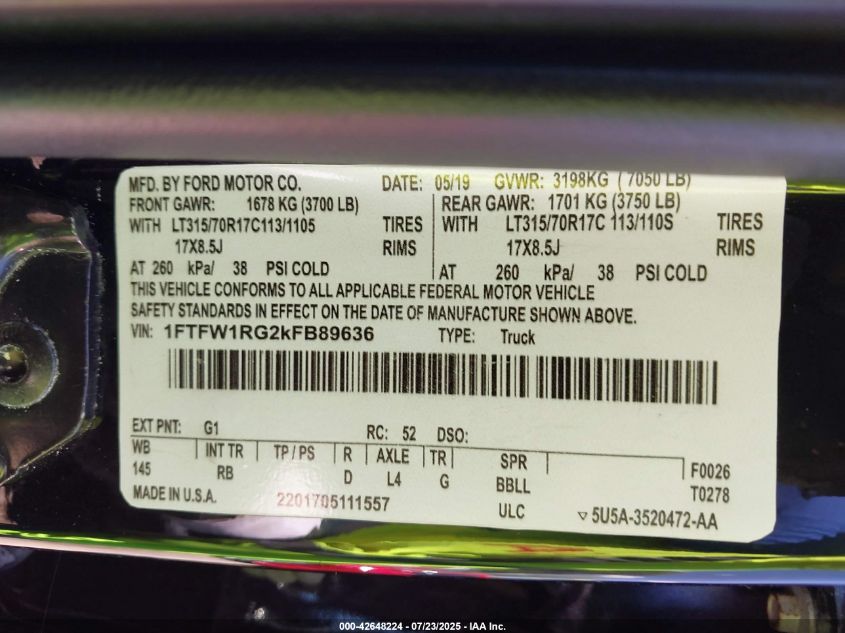 MFD. BY FORD MOTOR CO. DATE: 05/19 GVWR: 3198KG ( 7050 LB)
FRONT GAWR: 1678 KG (3700 LB) REAR GAWR: 1701 KG (3750 LB)
WITH LT315/70R17C113/1105 TIRES WITH LT315/70R17C 113/110S TIRES
17X8.5J RIMS 17X8.5J RIMS
AT 260 kPa/ 38 PSI COLD AT 260 kPa/ 38 PSI COLD
THIS VEHICLE CONFORMS TO ALL APPLICABLE FEDERAL MOTOR VEHICLE
SAFETY STANDARDS IN EFFECT ON THE DATE OF MANUFACTURE SHOWN ABOVE.
VIN: 1FTFW1RG2kFB89636 TYPE: Truck
EXT PNT: G1 RC: 52 DSO:
WB INT TR TP / PS R AXLE TR SPR F0026
145 RB D L4 G BBLL T0278
MADE IN U.S.A. 2201705111557 ULC ▽ 5U5A-3520472-AA
000-42648224 - 07/23/2025 - IAA Inc.